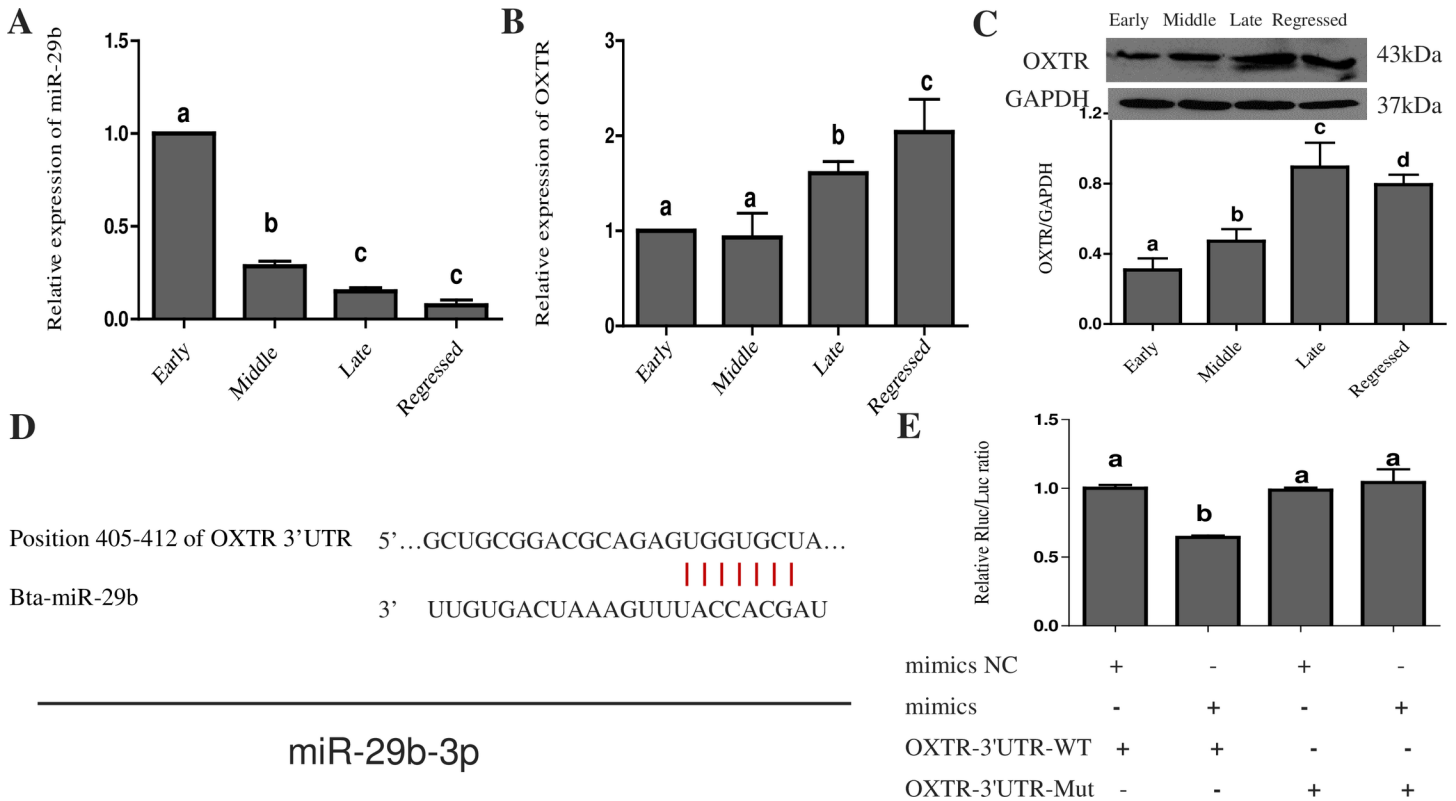 A
Relative expression of miR-29b
1.5
1.0
0.5
0.0
a
b
c
c
Early
Middle
Late
Regressed
B
Relative expression of OXTR
3
2
1
0
a
a
b
c
Early
Middle
Late
Regressed
C
Early Middle Late Regressed
OXTR
43kDa
GAPDH
37kDa
OXTR/GAPDH
1.2
0.8
0.4
0.0
a
b
c
d
Early
Middle
Late
Regressed
D
Position 405-412 of OXTR 3’UTR 5’…GCUGCGGACGCAGAGUGGUGCUA…
Bta-miR-29b 3’ UUGUGACUAAAGUUUACCACGAU
miR-29b-3p
E
Relative Rluc/Luc ratio
1.5
1.0
0.5
0.0
a
b
a
a
mimics NC + - + -
mimics - + - +
OXTR-3'UTR-WT + + - -
OXTR-3'UTR-Mut - - + +